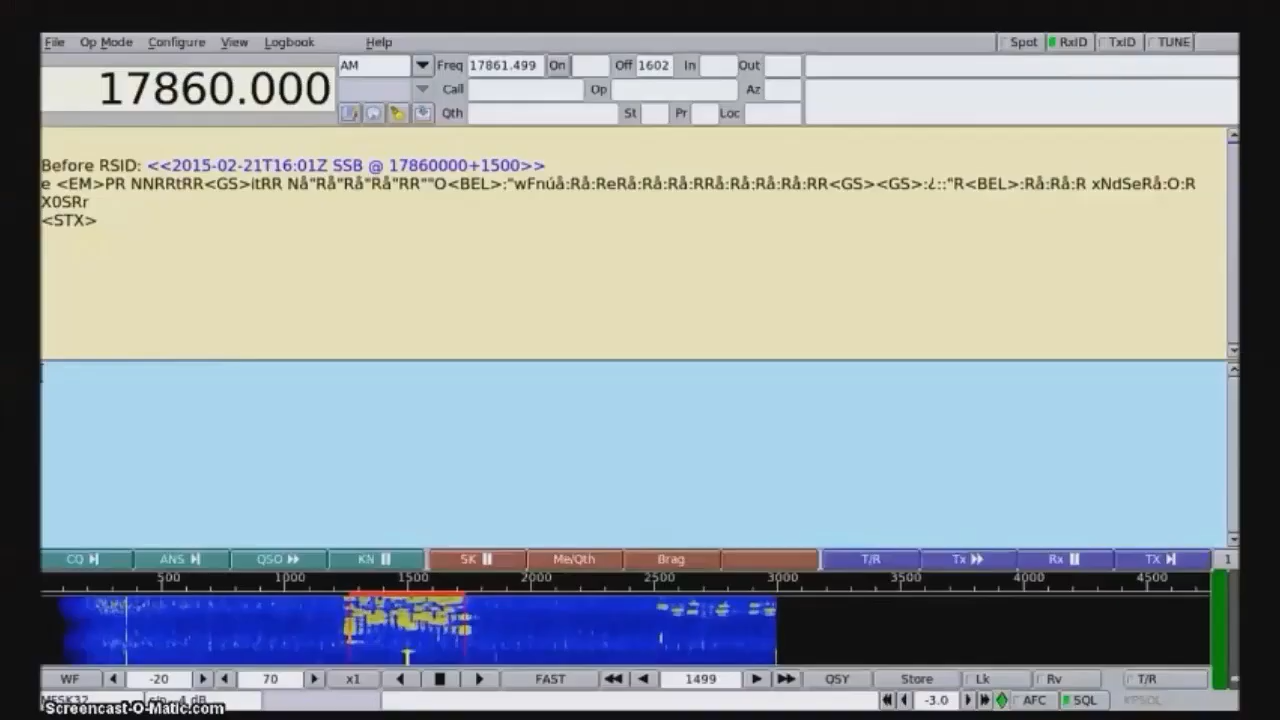 File Op Mode Configure View Logbook Help Spot RxID TxID TUNE
17860.000 AM Freq 17861.499 On Off 1602 In Out
Call Op Az
Qth St Pr Loc
Before RSID: <<2015-02-21T16:01Z SSB @ 17860000+1500>>
e <EM>PR NNRRtRR<GS>itRR Nå"Rå"Rå"Rå"RR""O<BEL>:"wFnúå:Rå:ReRå:Rå:Rå:RRå:Rå:Rå:Rå:RR<GS><GS>:¿::"R<BEL>:Rå:Rå:R xNdSeRå:O:R
X0SRr
<STX>
CQ ANS QSO KN SK Me/Qth Brag T/R Tx Rx TX 1
500 1000 1500 2000 2500 3000 3500 4000 4500
WF -20 70 x1 FAST 1499 QSY Store Lk Rv T/R
-3.0 AFC SQL KPSQL
Screencast-O-Matic.com